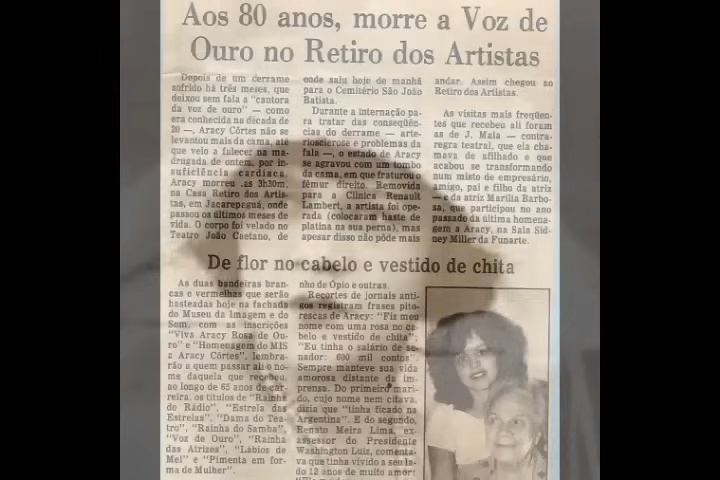 Aos 80 anos, morre a Voz de
Ouro no Retiro dos Artistas
Depois de um derrame
sofrido há três meses, que
deixou sem fala a "cantora
da voz de ouro" — como
era conhecida na década de
20 —, Aracy Côrtes não se
levantou mais da cama, até
que veio a falecer na ma-
drugada de ontem, por in-
suficiência cardíaca.
Aracy morreu às 3h30m,
na Casa Retiro dos Artis-
tas, em Jacarepaguá, onde
passou os últimos meses de
vida. O corpo foi velado no
Teatro João Caetano, de
onde saiu hoje de manhã
para o Cemitério São João
Batista.
Durante a internação pa-
ra tratar das conseqüên-
cias do derrame — arte-
riosclerose e problemas da
fala —, o estado de Aracy
se agravou com um tombo
da cama, em que fraturou o
fêmur direito. Removida
para a Clínica Renault
Lambert, a artista foi ope-
rada (colocaram haste de
platina na sua perna), mas
apesar disso não pôde mais
andar. Assim chegou ao
Retiro dos Artistas.
As visitas mais freqüen-
tes que recebeu ali foram
as de J. Maia — contra-
regra teatral, que ela cha-
mava de afilhado e que
acabou se transformando
num misto de empresário,
amigo, pai e filho da atriz
— e da atriz Marília Barbo-
sa, que participou no ano
passado da última homena-
gem a Aracy, na Sala Sid-
ney Miller da Funarte.
De flor no cabelo e vestido de chita
As duas bandeiras bran-
cas e vermelhas que serão
hasteadas hoje na fachada
do Museu da Imagem e do
Som, com as inscrições
"Viva Aracy Rosa de Ou-
ro" e "Homenagem do MIS
a Aracy Côrtes", lembra-
rão a quem passar ali o no-
me daquela que recebeu,
ao longo de 65 anos de car-
reira, os títulos de "Rainha
do Rádio", "Estrela das
Estrelas", "Dama do Tea-
tro", "Rainha do Samba",
"Voz de Ouro", "Rainha
das Atrizes", "Lábios de
Mel" e "Pimenta em for-
ma de Mulher".
nho de Ópio e outras.
Recortes de jornais anti-
gos registram frases pito-
rescas de Aracy: "Fiz meu
nome com uma rosa no ca-
belo e vestido de chita";
"Eu tinha o salário de se-
nador: 600 mil contos".
Sempre manteve sua vida
amorosa distante da im-
prensa. Do primeiro mari-
do, cujo nome nem citava,
diria que "tinha ficado na
Argentina". E do segundo,
Renato Meira Lima, ex-
assessor do Presidente
Washington Luiz, comenta-
va que tinha vivido a seu la-
do 12 anos de muito amor: